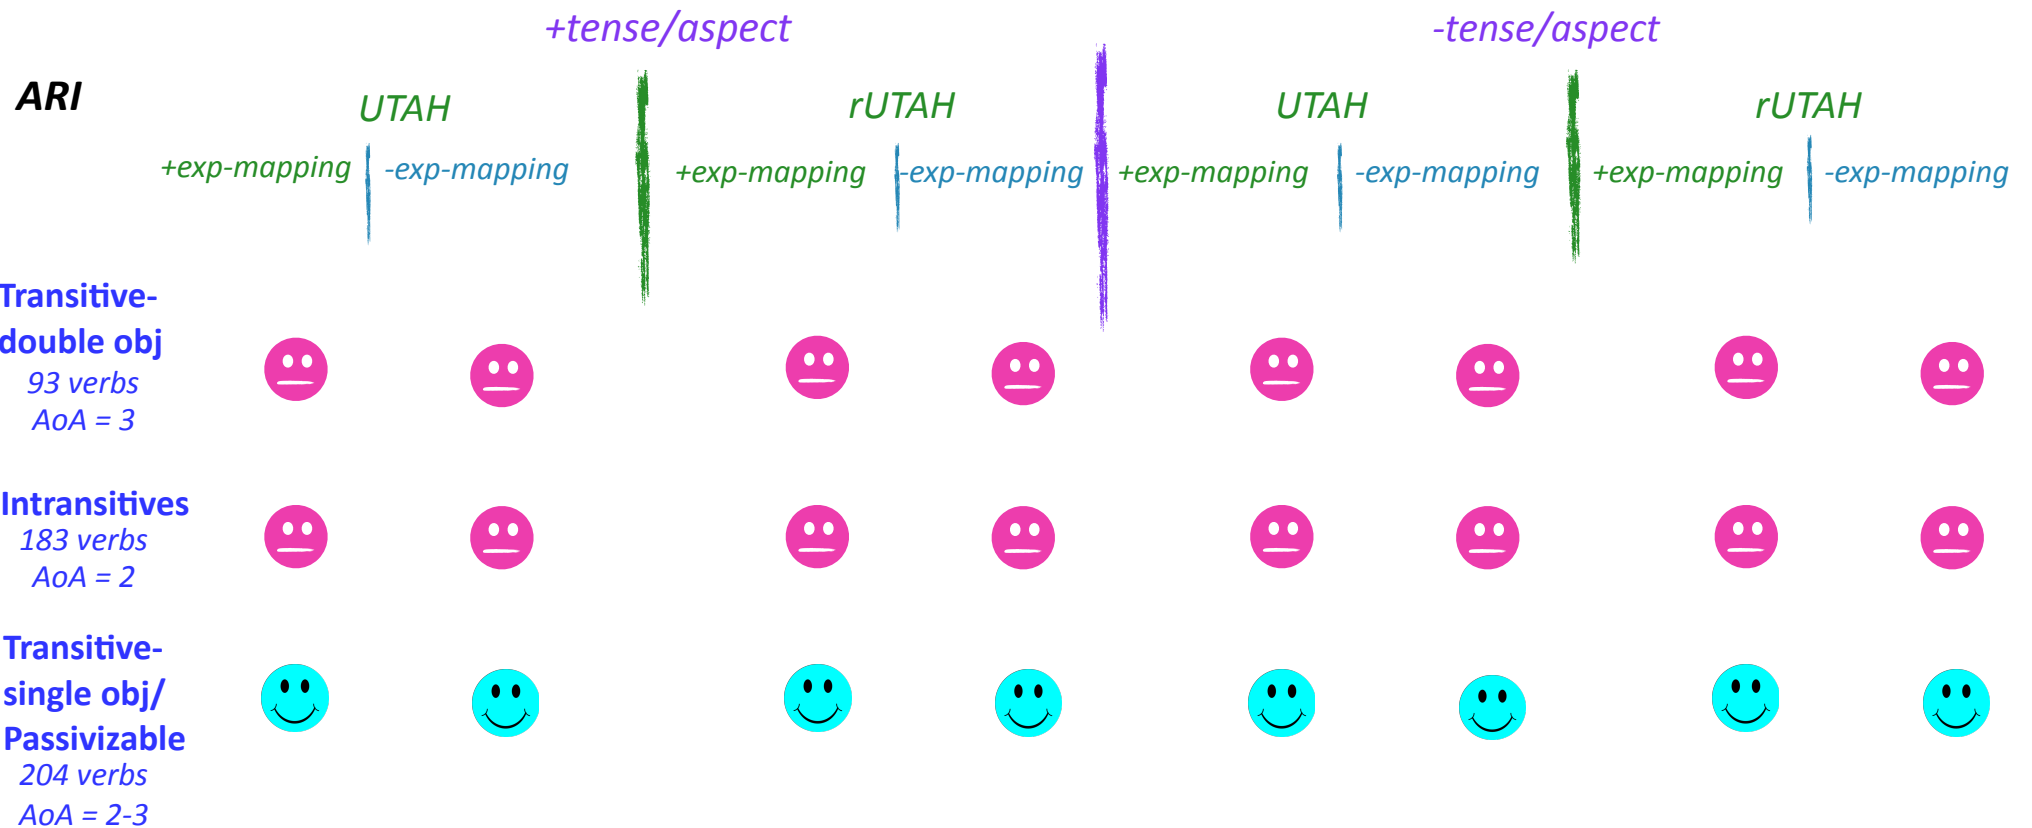 +tense/aspect -tense/aspect
ARI UTAH rUTAH UTAH rUTAH
+exp-mapping -exp-mapping +exp-mapping -exp-mapping +exp-mapping -exp-mapping +exp-mapping -exp-mapping
Transitive-
double obj
93 verbs
AoA = 3
Intransitives
183 verbs
AoA = 2
Transitive-
single obj/
Passivizable
204 verbs
AoA = 2-3